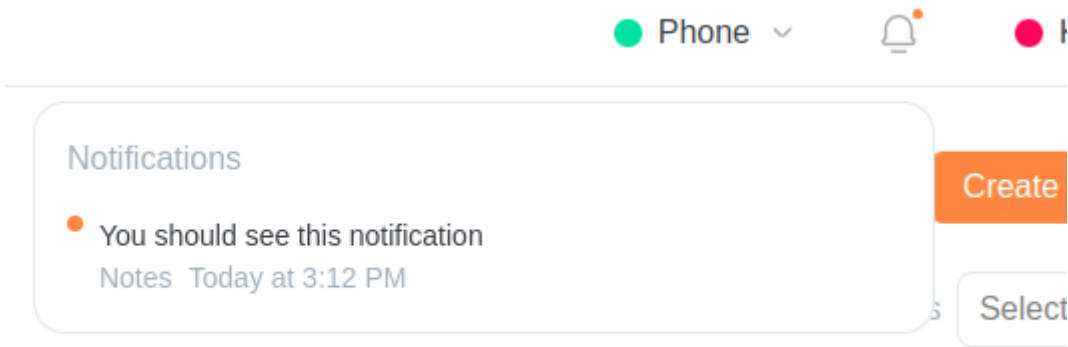 Phone
Notifications
Create
You should see this notification
Notes Today at 3:12 PM
Select